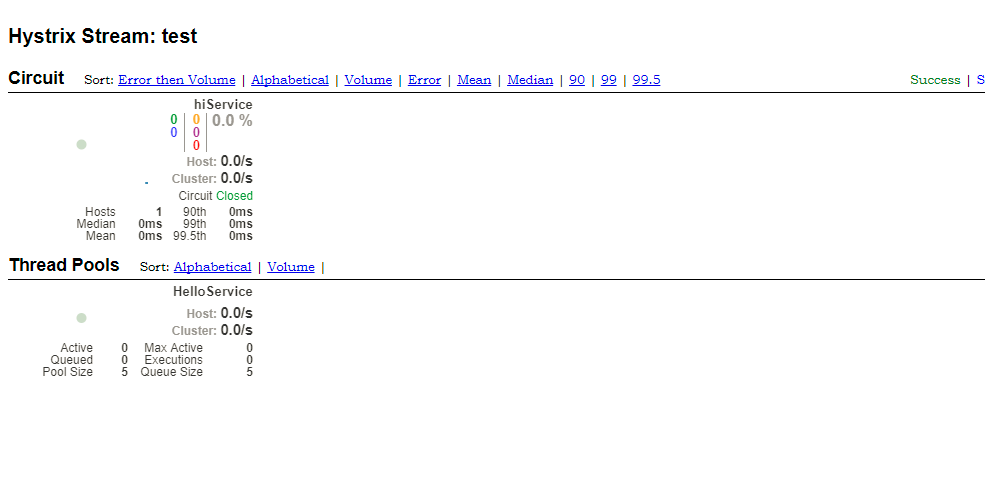 Hystrix Stream: test
Circuit Sort: Error then Volume | Alphabetical | Volume | Error | Mean | Median | 90 | 99 | 99.5 Success | S
hiService
0 | 0 | 0.0 %
0 | 0
0
Host: 0.0/s
Cluster: 0.0/s
Circuit Closed
Hosts 1 90th 0ms
Median 0ms 99th 0ms
Mean 0ms 99.5th 0ms
Thread Pools Sort: Alphabetical | Volume |
HelloService
Host: 0.0/s
Cluster: 0.0/s
Active 0 Max Active 0
Queued 0 Executions 0
Pool Size 5 Queue Size 5